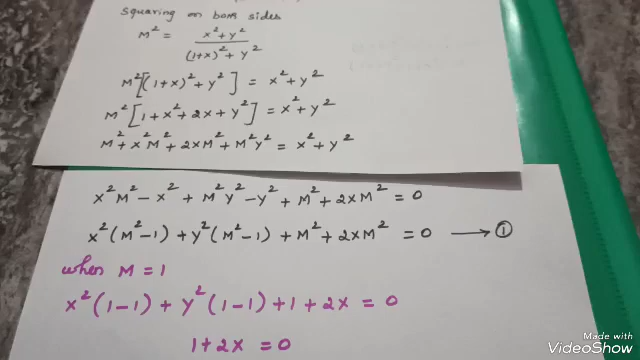 Squaring on both sides
M² = x²+y² / (1+x)²+y²
M²[(1+x)²+y²] = x²+y²
M²[1+x²+2x+y²] = x²+y²
M²+x²M²+2xM²+M²y² = x²+y²
x²M²-x²+M²y²-y²+M²+2xM² = 0
x²(M²-1)+y²(M²-1)+M²+2xM² = 0 → ①
when M = 1
x²(1-1)+y²(1-1)+1+2x = 0
1+2x = 0
Made with
VideoShow